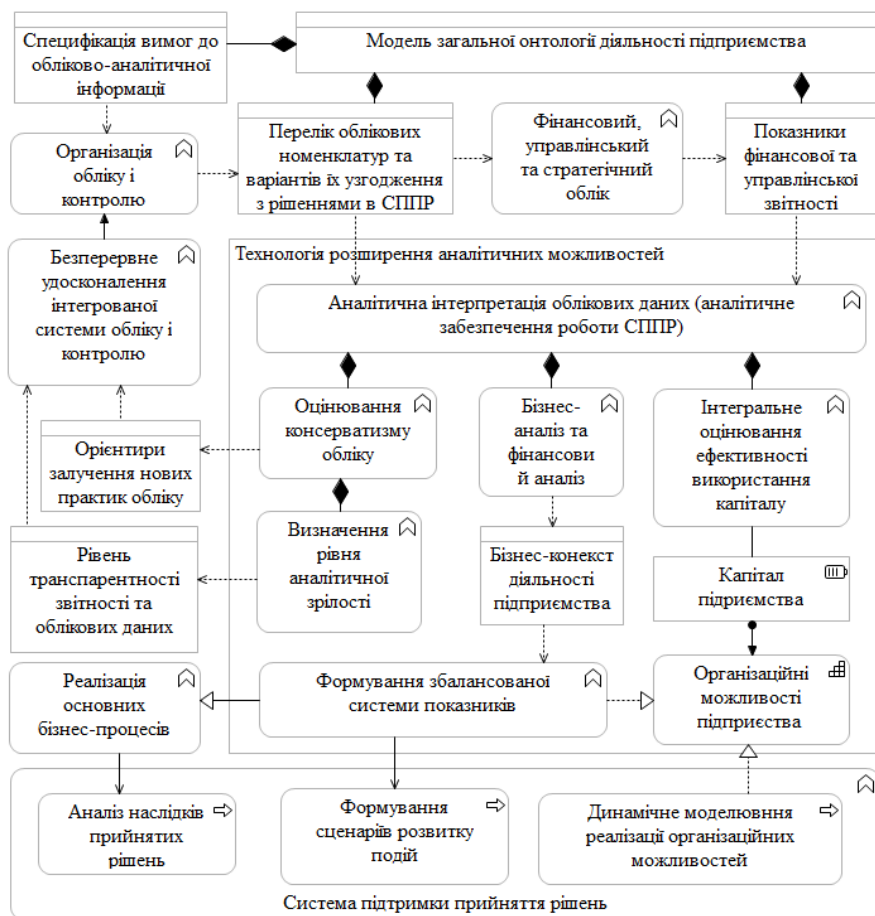 Специфікація вимог до
обліково-аналітичної
інформації
Модель загальної онтології діяльності підприємства
Організація
обліку і
контролю
Перелік облікових
номенклатур та
варіантів їх узгодження
з рішеннями в СППР
Фінансовий,
управлінський
та стратегічний
облік
Показники
фінансової та
управлінської
звітності
Безперервне
удосконалення
інтегрованої
системи обліку і
контролю
Технологія розширення аналітичних можливостей
Аналітична інтерпретація облікових даних (аналітичне
забезпечення роботи СППР)
Оцінювання
консерватизму
обліку
Бізнес-
аналіз та
фінансови
й аналіз
Інтегральне
оцінювання
ефективності
використання
капіталу
Орієнтири
залучення нових
практик обліку
Визначення
рівня
аналітичної
зрілості
Рівень
транспарентності
звітності та
облікових даних
Бізнес-конекст
діяльності
підприємства
Капітал
підриємства
Реалізація
основних
бізнес-процесів
Формування збалансованої
системи показників
Організаційні
можливості
підприєства
Аналіз наслідків
прийнятих
рішень
Формування
сценаріїв розвитку
подій
Динамічне моделюввння
реалізації організаційних
можливостей
Система підтримки прийняття рішень